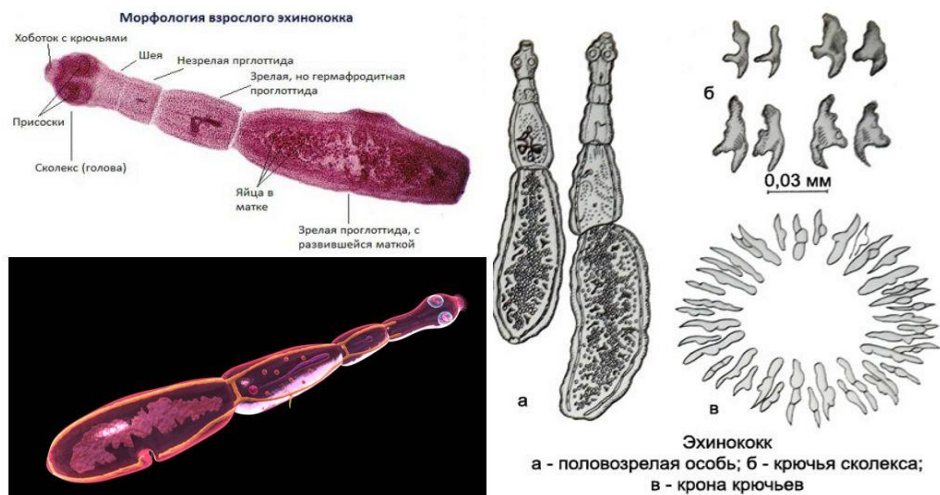 Морфология взрослого эхинококка
Хоботок с крючьями
Шея
Незрелая прглоттида
Зрелая, но гермафродитная
проглоттида
Присоски
Сколекс (голова)
Яйца в
матке
Зрелая проглоттида, с
развившейся маткой
а
б
0,03 мм
в
Эхинококк
а - половозрелая особь; б - крючья сколекса;
в - крона крючьев